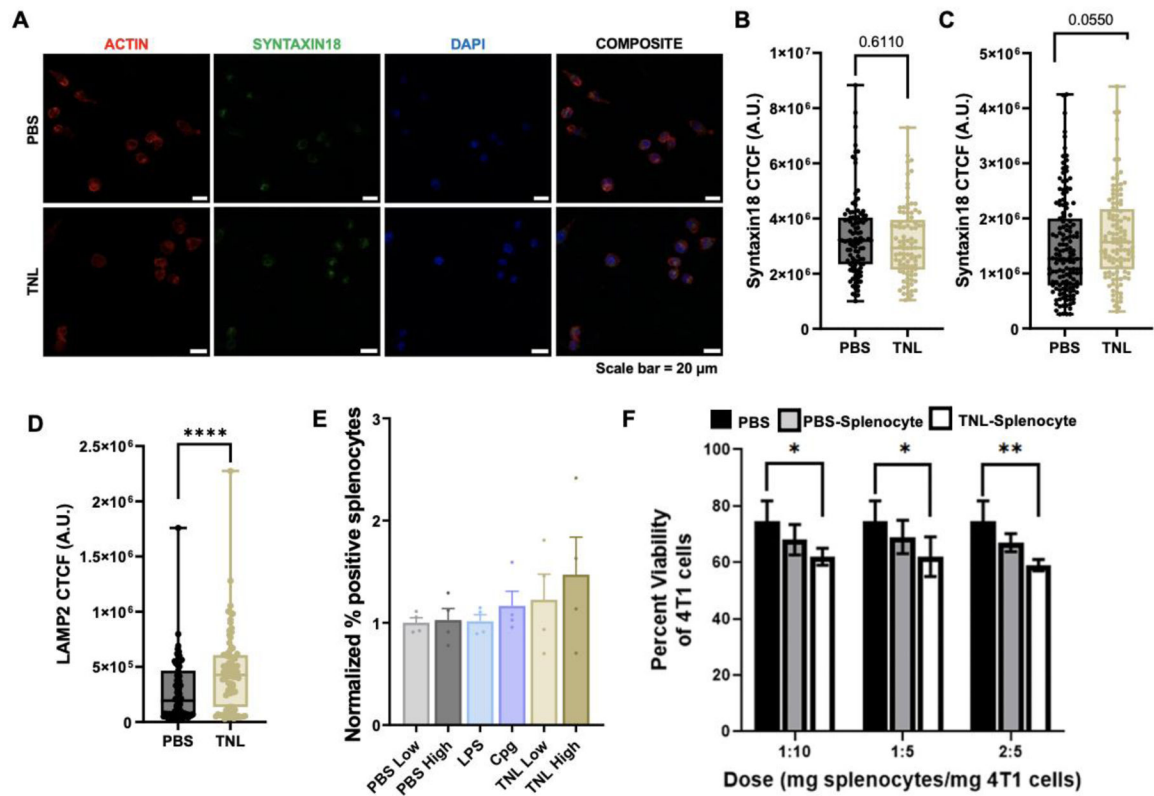 A
ACTIN SYNTAXIN18 DAPI COMPOSITE
PBS
TNL
Scale bar = 20 μm
B
0.6110
Syntaxin18 CTCF (A.U.)
1×10⁷
8×10⁶
6×10⁶
4×10⁶
2×10⁶
0
PBS TNL
C
0.0550
Syntaxin18 CTCF (A.U.)
5×10⁶
4×10⁶
3×10⁶
2×10⁶
1×10⁶
0
PBS TNL
D
****
LAMP2 CTCF (A.U.)
2.5×10⁶
2×10⁶
1.5×10⁶
1×10⁶
5×10⁵
0
PBS TNL
E
Normalized % positive splenocytes
3
2
1
0
PBS Low
PBS High
LPS
Cpg
TNL Low
TNL High
F
PBS PBS-Splenocyte TNL-Splenocyte
* * **
Percent Viability
of 4T1 cells
100
80
60
40
20
0
1:10 1:5 2:5
Dose (mg splenocytes/mg 4T1 cells)